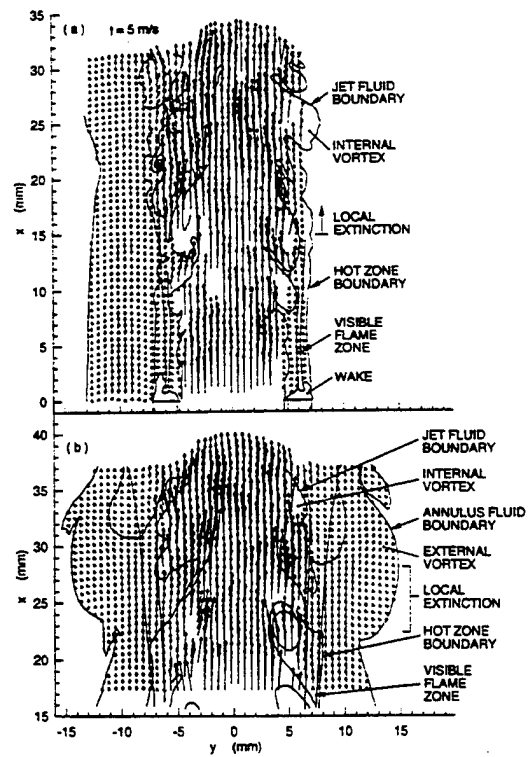 (a) t = 5 m/s
35
30
25
20
15
10
5
0
x (mm)
JET FLUID
BOUNDARY
INTERNAL
VORTEX
LOCAL
EXTINCTION
HOT ZONE
BOUNDARY
VISIBLE
FLAME
ZONE
WAKE
(b)
40
35
30
25
20
15
x (mm)
JET FLUID
BOUNDARY
INTERNAL
VORTEX
ANNULUS FLUID
BOUNDARY
EXTERNAL
VORTEX
LOCAL
EXTINCTION
HOT ZONE
BOUNDARY
VISIBLE
FLAME
ZONE
-15 -10 -5 0 5 10 15
y (mm)